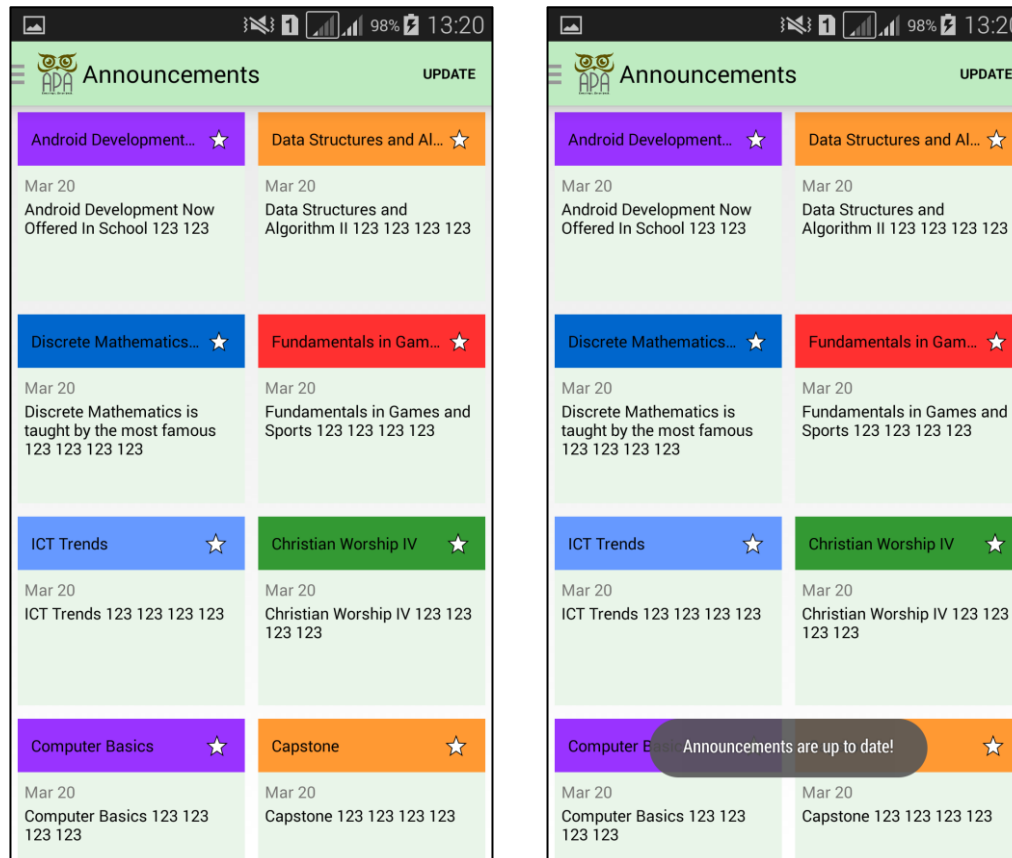 1 98% 13:20
APA Announcements UPDATE
Android Development... Data Structures and Al...
Mar 20 Mar 20
Android Development Now Data Structures and
Offered In School 123 123 Algorithm II 123 123 123 123
Discrete Mathematics... Fundamentals in Gam...
Mar 20 Mar 20
Discrete Mathematics is Fundamentals in Games and
taught by the most famous Sports 123 123 123 123
123 123 123 123
ICT Trends Christian Worship IV
Mar 20 Mar 20
ICT Trends 123 123 123 123 Christian Worship IV 123 123
123 123
Computer Basics Capstone
Mar 20 Mar 20
Computer Basics 123 123 Capstone 123 123 123 123
123 123
1 98% 13:20
APA Announcements UPDATE
Android Development... Data Structures and Al...
Mar 20 Mar 20
Android Development Now Data Structures and
Offered In School 123 123 Algorithm II 123 123 123 123
Discrete Mathematics... Fundamentals in Gam...
Mar 20 Mar 20
Discrete Mathematics is Fundamentals in Games and
taught by the most famous Sports 123 123 123 123
123 123 123 123
ICT Trends Christian Worship IV
Mar 20 Mar 20
ICT Trends 123 123 123 123 Christian Worship IV 123 123
123 123
Computer B Announcements are up to date!
Mar 20 Mar 20
Computer Basics 123 123 Capstone 123 123 123 123
123 123